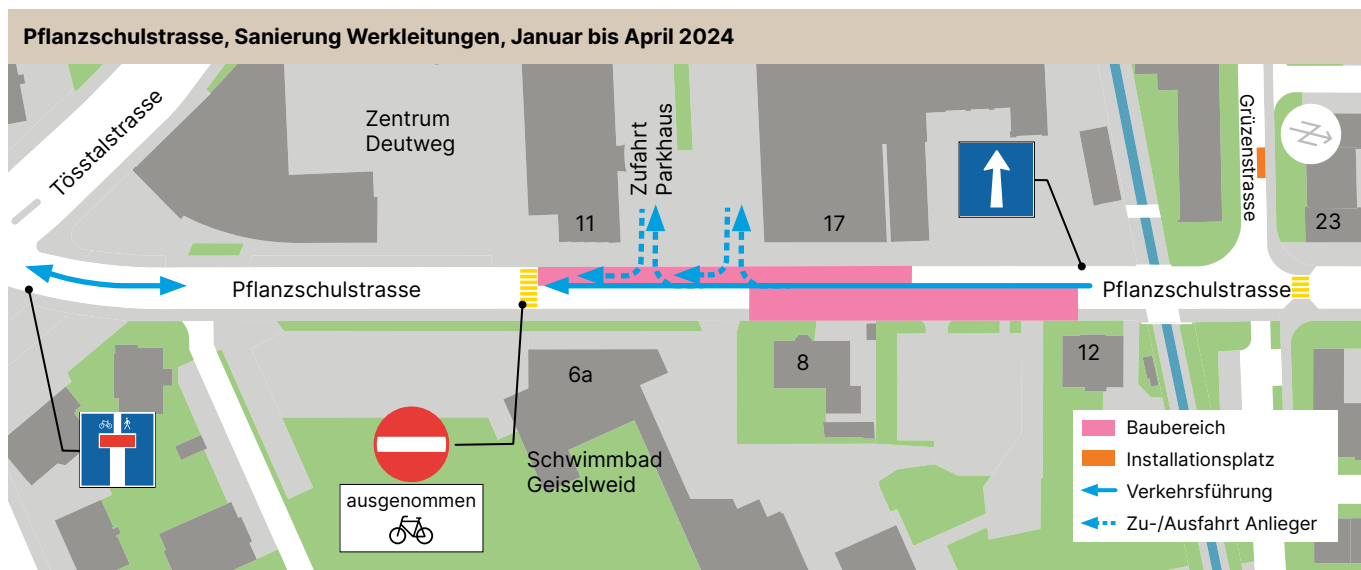 Pflanzschulstrasse, Sanierung Werkleitungen, Januar bis April 2024
Tösstalstrasse
Zentrum
Deutweg
Zufahrt
Parkhaus
Grüzenstrasse
11
17
23
Pflanzschulstrasse
Pflanzschulstrasse
6a
8
12
Schwimmbad
Geiselweid
ausgenommen
Baubereich
Installationsplatz
Verkehrsführung
Zu-/Ausfahrt Anlieger